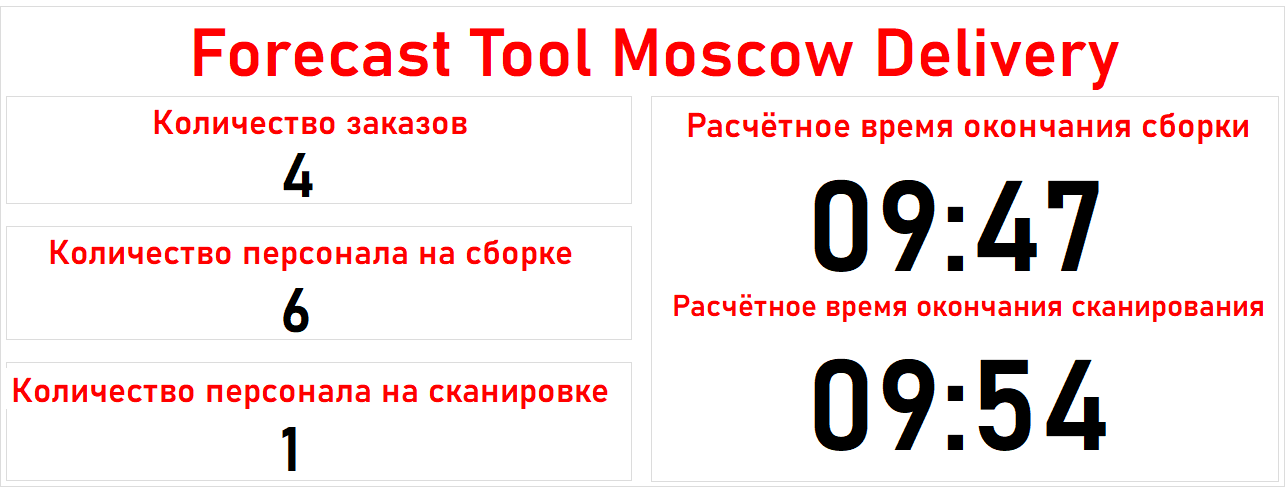 Forecast Tool Moscow Delivery
Количество заказов
4
Количество персонала на сборке
6
Количество персонала на сканировке
1
Расчётное время окончания сборки
09:47
Расчётное время окончания сканирования
09:54